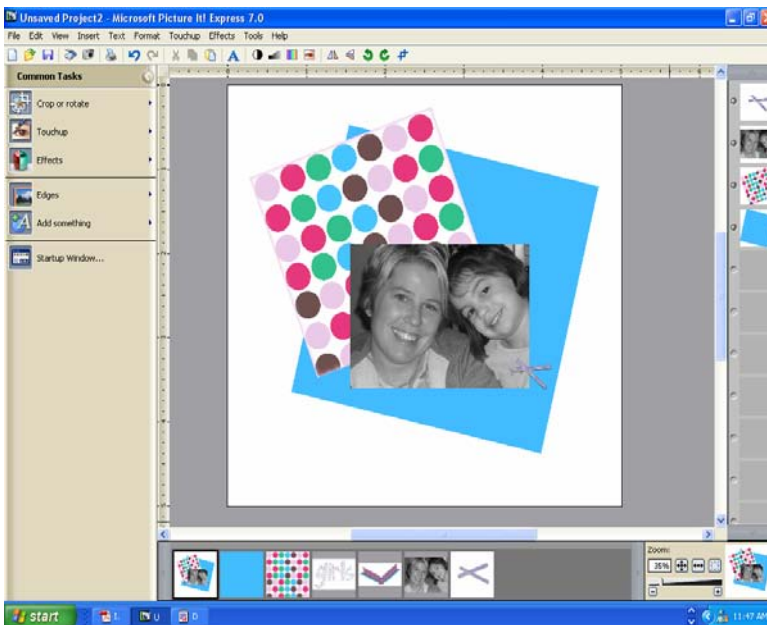 Unsaved Project2 - Microsoft Picture It! Express 7.0
File Edit View Insert Text Format Touchup Effects Tools Help
Common Tasks
Crop or rotate
Touchup
Effects
Edges
Add something
Startup Window...
girls
Zoom:
35%
start
11:47 AM